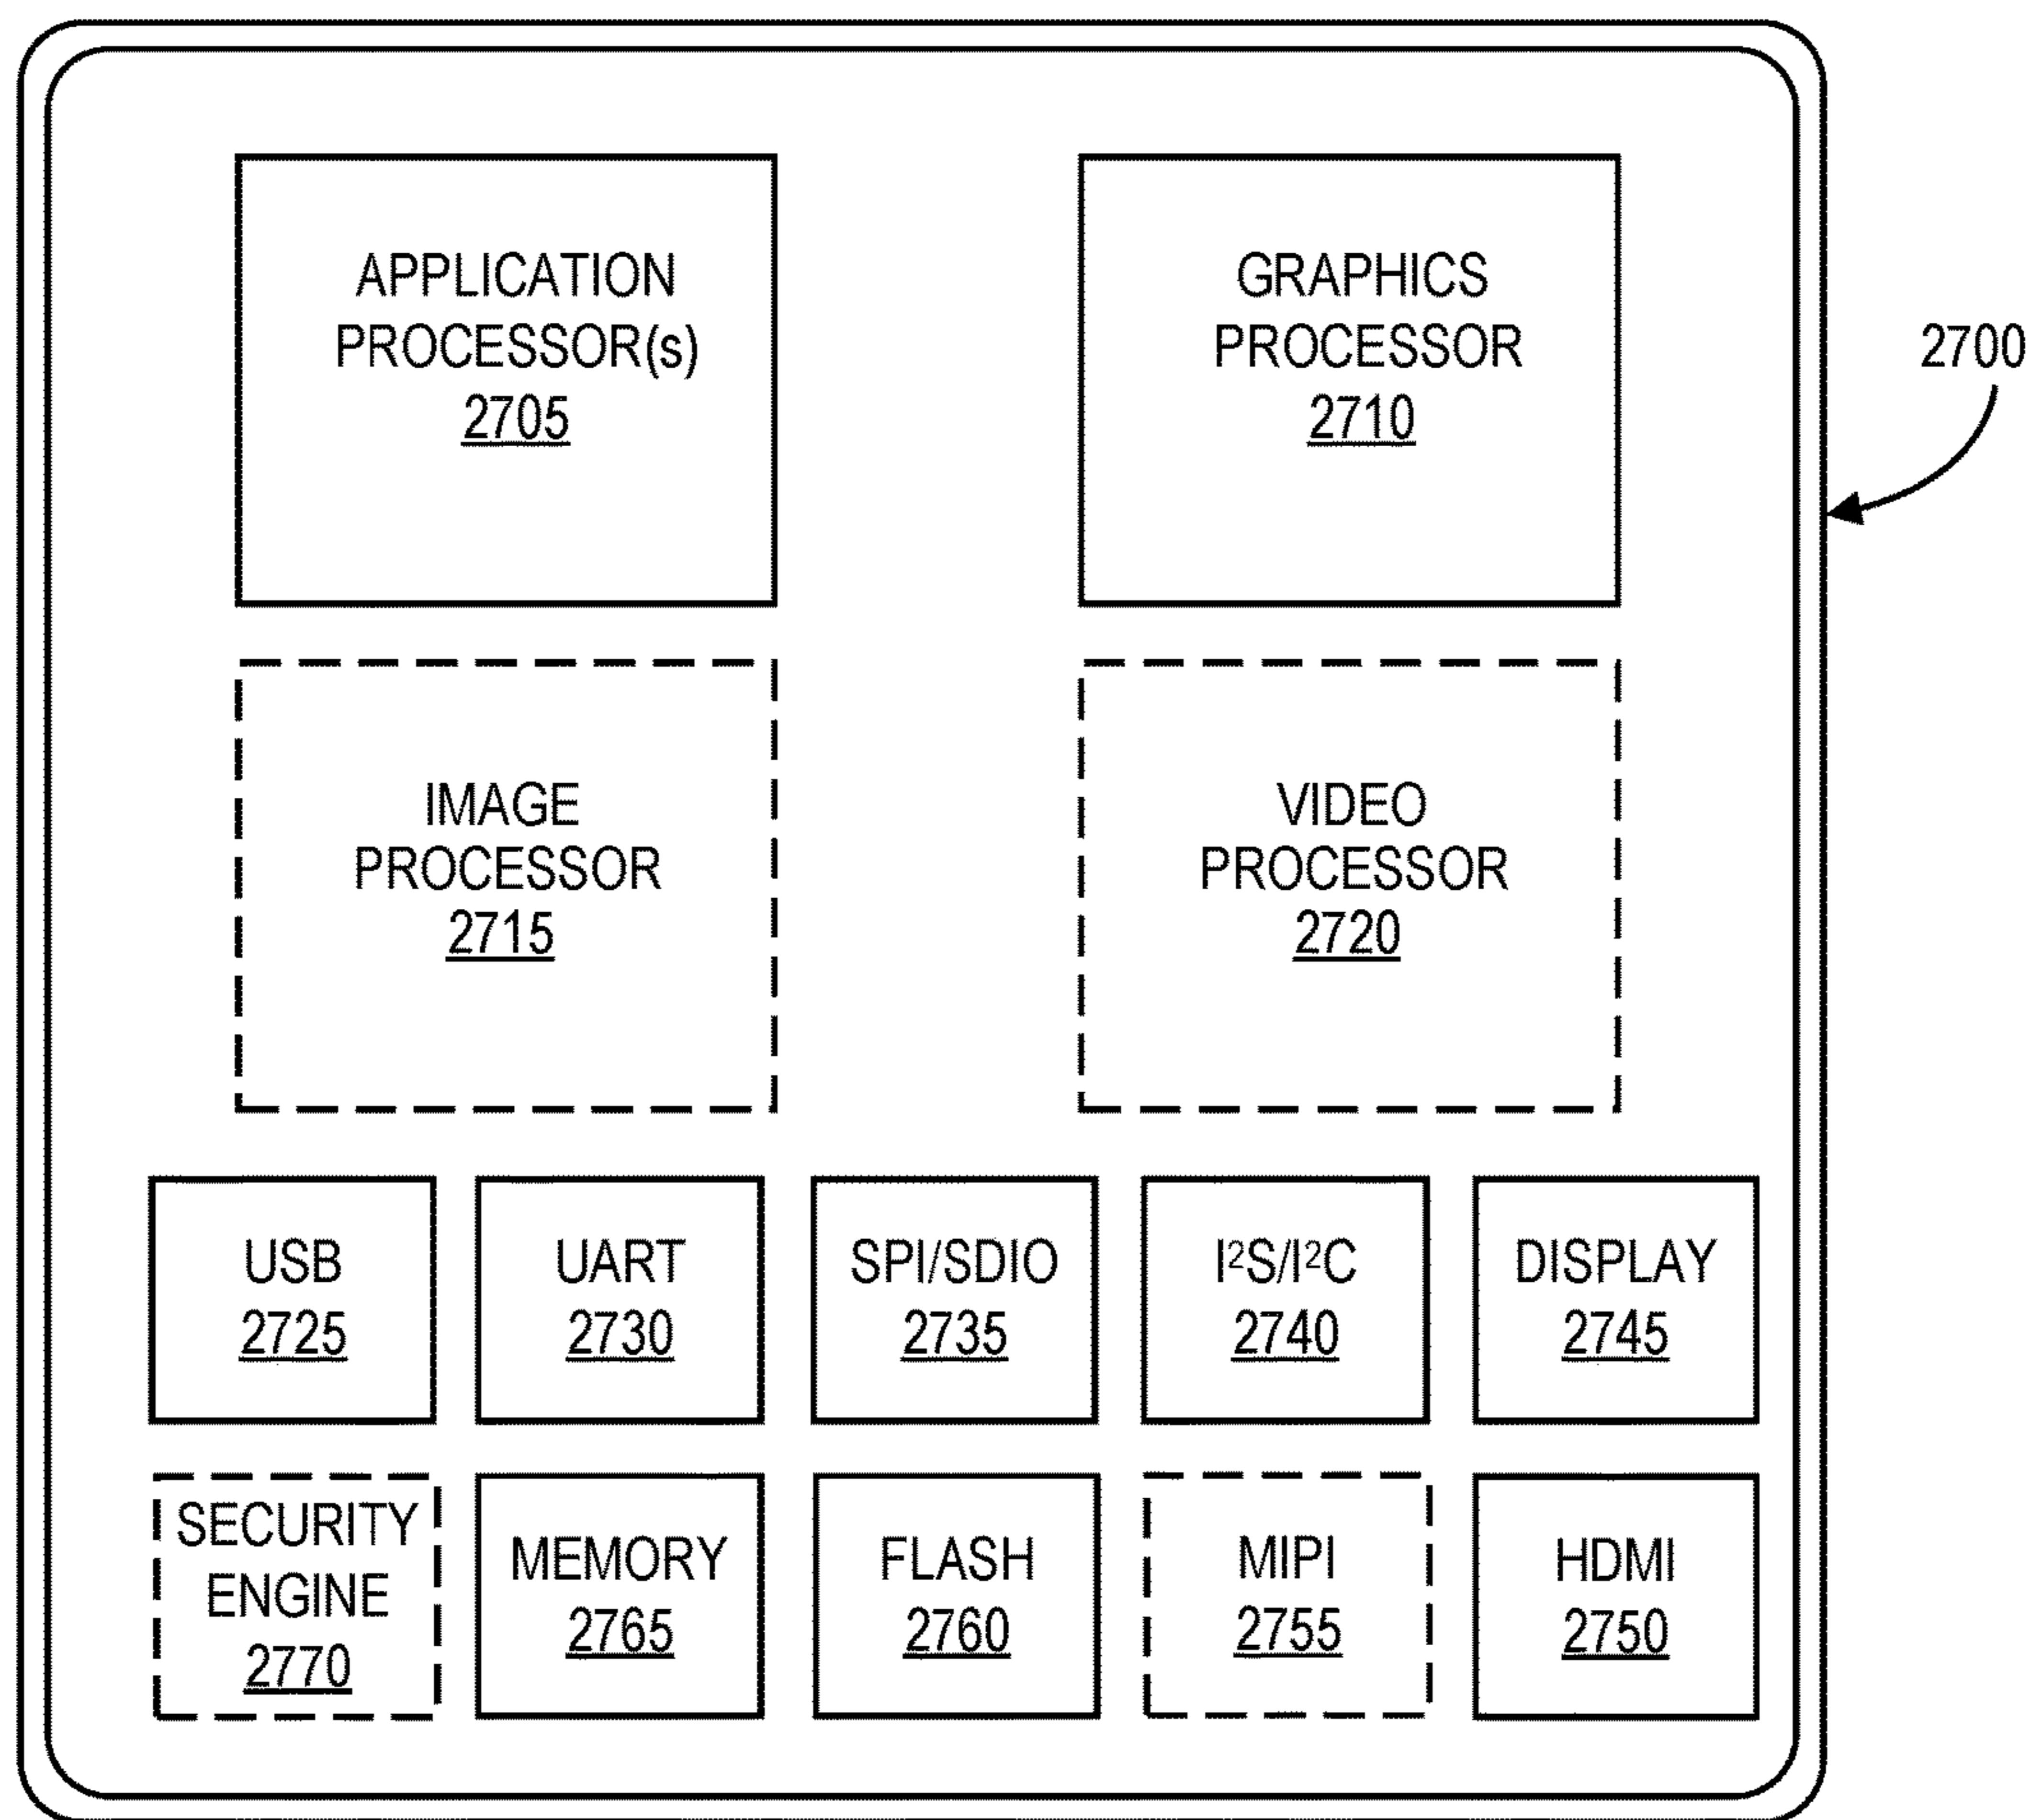 APPLICATION
PROCESSOR(s)
2705
GRAPHICS
PROCESSOR
2710
2700
IMAGE
PROCESSOR
2715
VIDEO
PROCESSOR
2720
USB
2725
UART
2730
SPI/SDIO
2735
I²S/I²C
2740
DISPLAY
2745
SECURITY
ENGINE
2770
MEMORY
2765
FLASH
2760
MIPI
2755
HDMI
2750